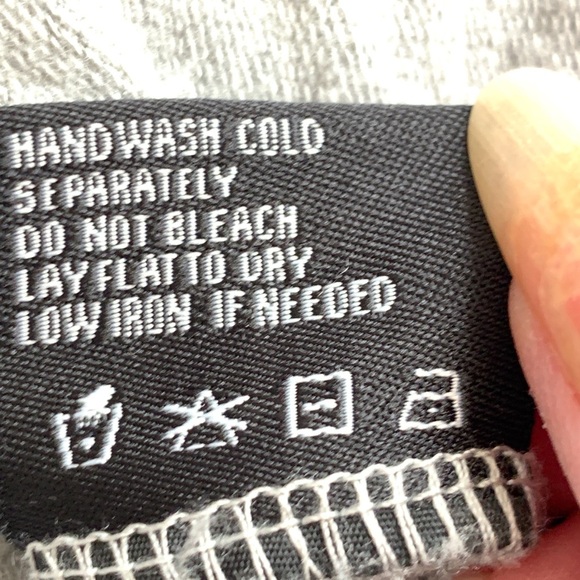 HANDWASH COLD
SEPARATELY
DO NOT BLEACH
LAY FLAT TO DRY
LOW IRON IF NEEDED